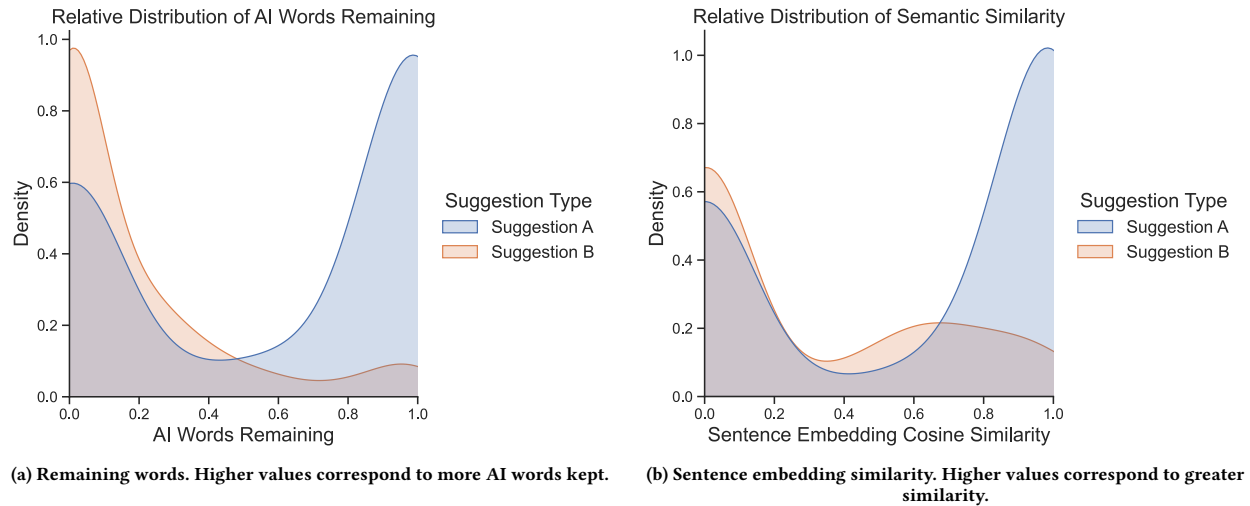 Relative Distribution of AI Words Remaining
1.0
0.8
0.6
0.4
0.2
0.0
Density
0.0 0.2 0.4 0.6 0.8 1.0
AI Words Remaining
Suggestion Type
Suggestion A
Suggestion B
(a) Remaining words. Higher values correspond to more AI words kept.
Relative Distribution of Semantic Similarity
1.0
0.8
0.6
0.4
0.2
0.0
Density
0.0 0.2 0.4 0.6 0.8 1.0
Sentence Embedding Cosine Similarity
Suggestion Type
Suggestion A
Suggestion B
(b) Sentence embedding similarity. Higher values correspond to greater
similarity.